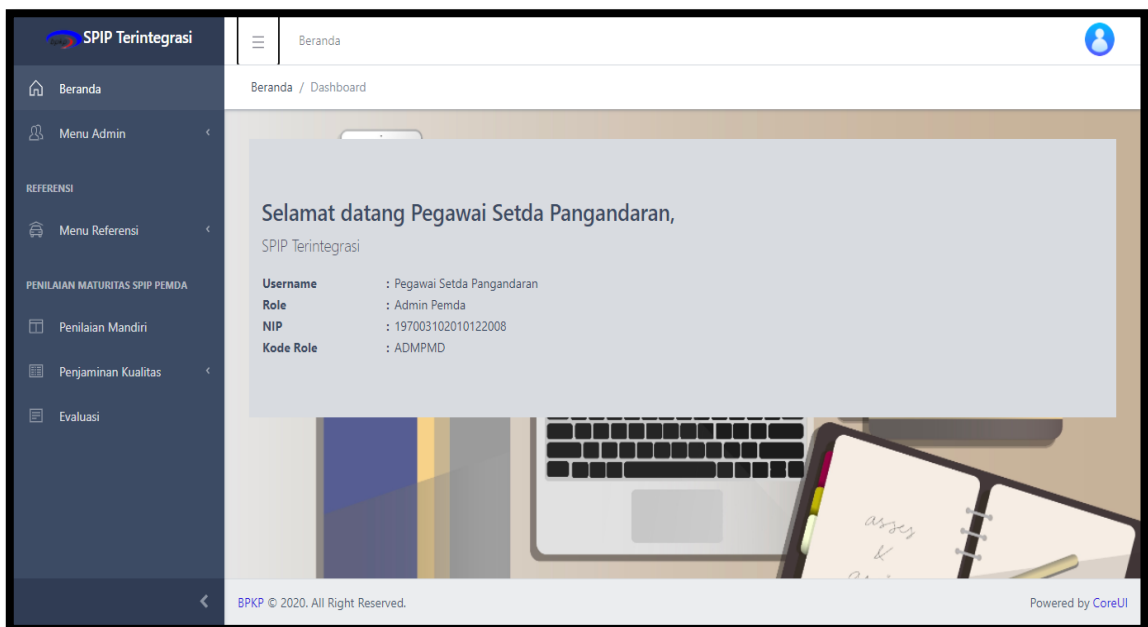 SPIP Terintegrasi
Beranda
Beranda
Menu Admin
REFERENSI
Menu Referensi
PENILAIAN MATURITAS SPIP PEMDA
Penilaian Mandiri
Penjaminan Kualitas
Evaluasi
Beranda / Dashboard
Selamat datang Pegawai Setda Pangandaran,
SPIP Terintegrasi
Username : Pegawai Setda Pangandaran
Role : Admin Pemda
NIP : 197003102010122008
Kode Role : ADMPMD
asses
&
BPKP © 2020. All Right Reserved.
Powered by CoreUI